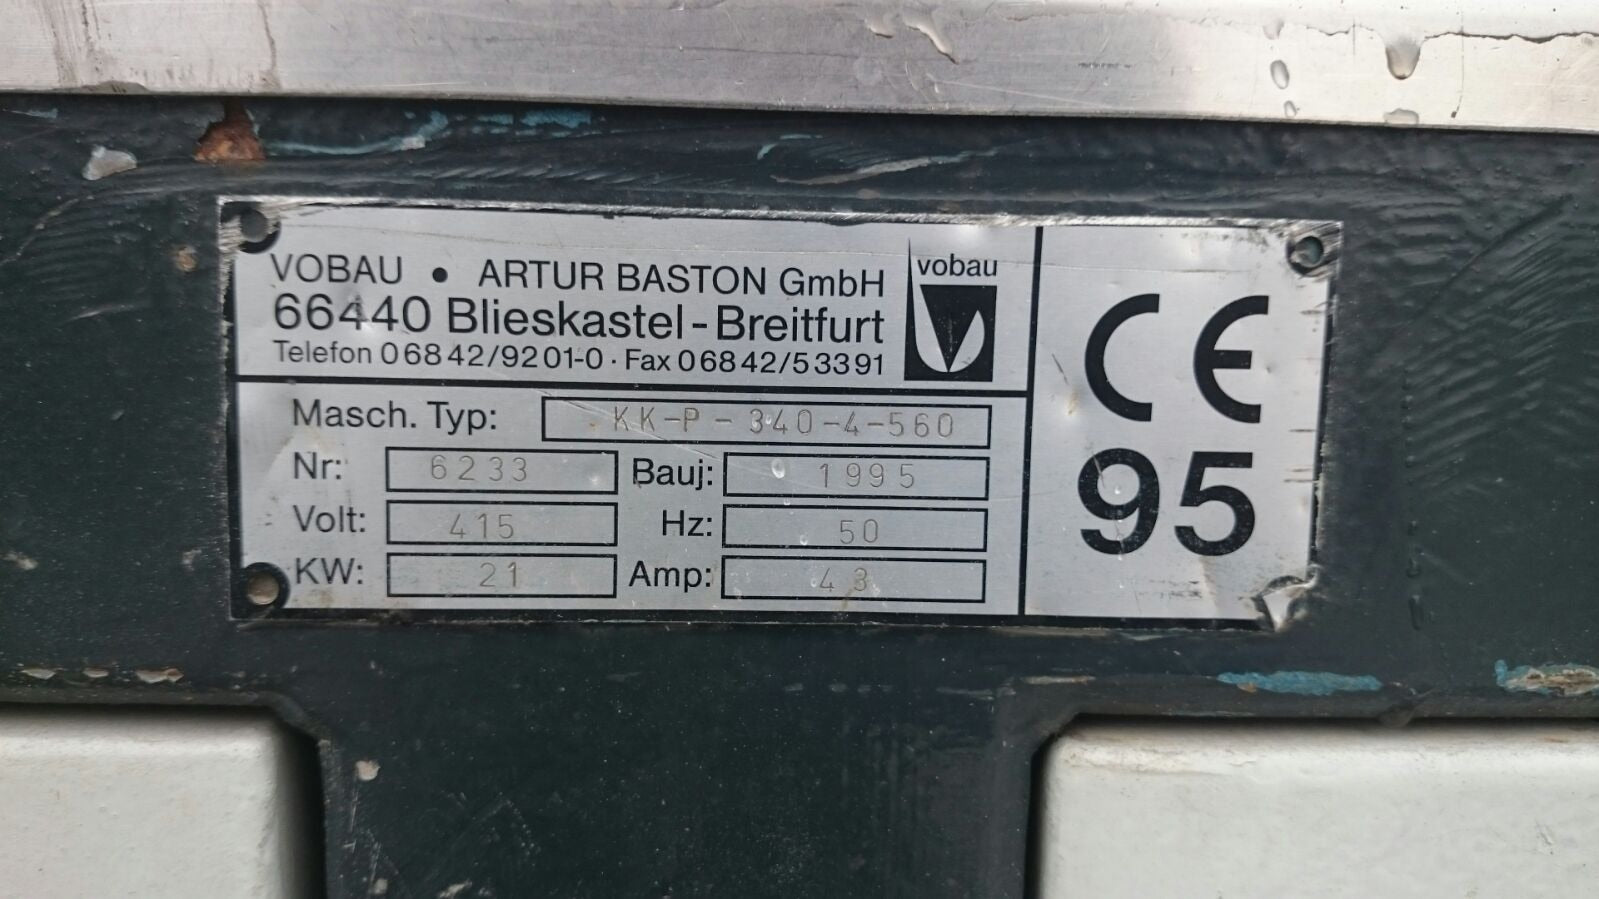 VOBAU • ARTUR BASTON GmbH
66440 Blieskastel-Breitfurt
Telefon 06842/9201-0 · Fax 06842/53391
vobau
CE
95
Masch. Typ: KK-P-340-4-560
Nr: 6233 Bauj: 1995
Volt: 415 Hz: 50
KW: 21 Amp: 43